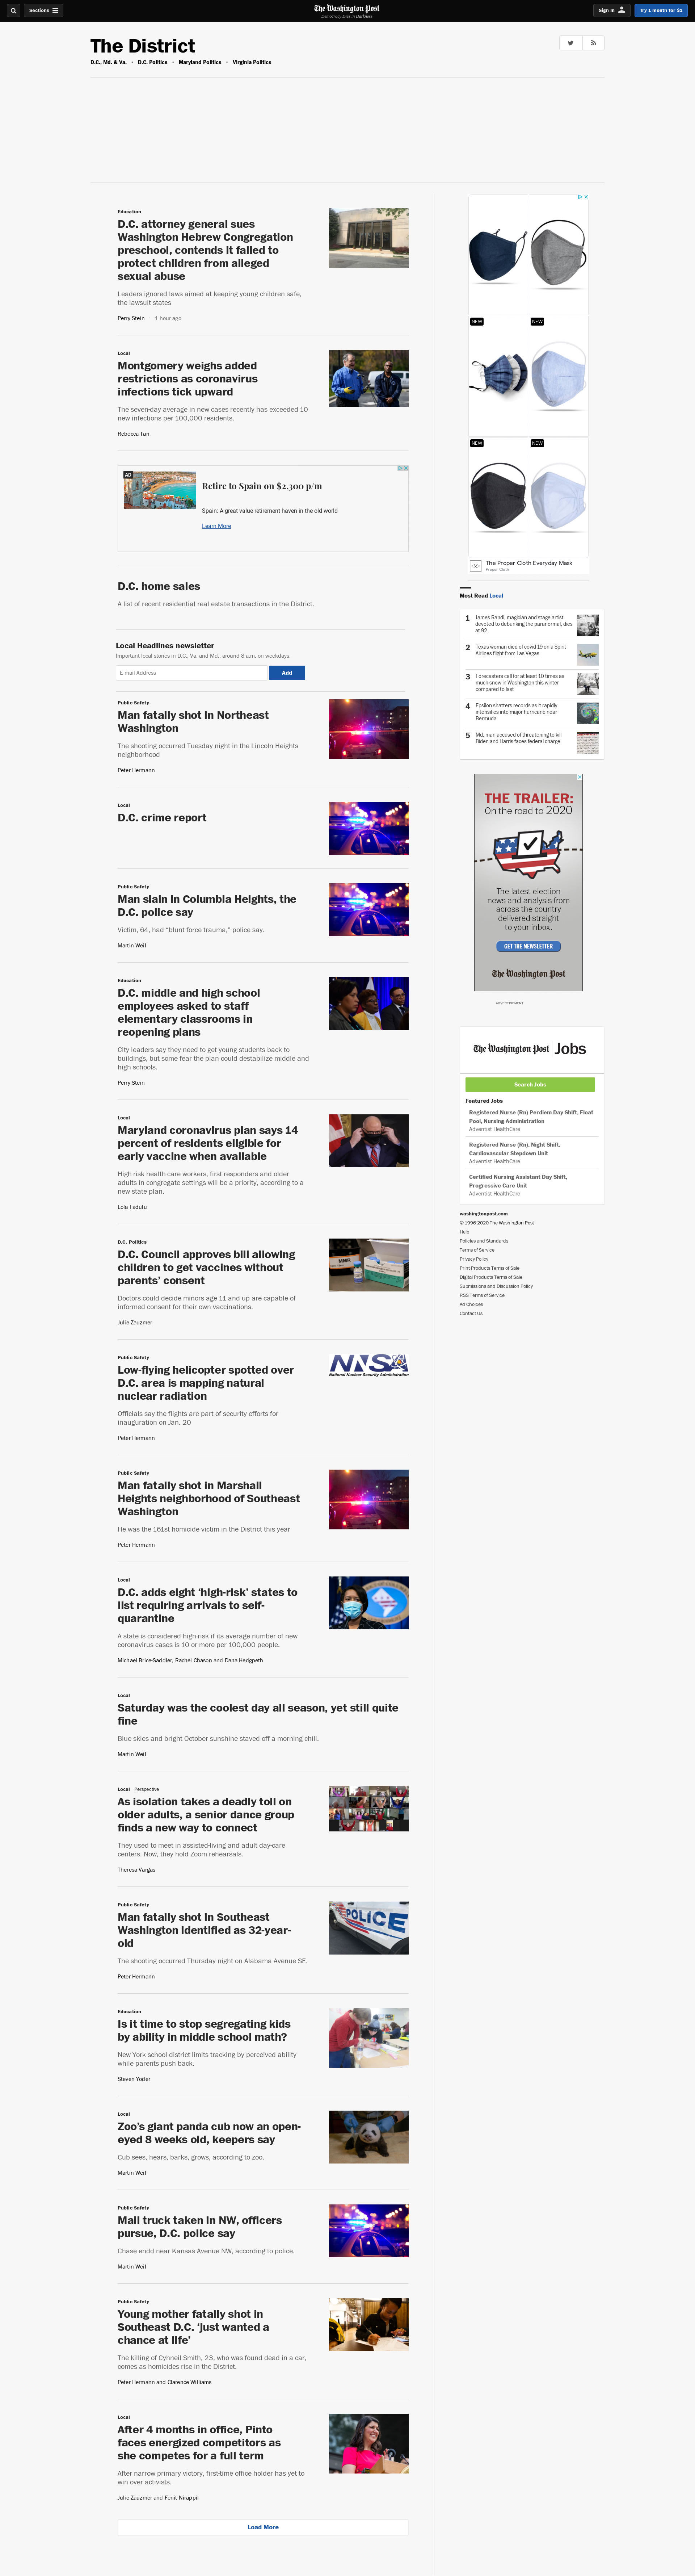 Sections
The Washington Post
Democracy Dies in Darkness
Sign in
Try 1 month for $1
The District
D.C., Md. & Va. • D.C. Politics • Maryland Politics • Virginia Politics
Education
D.C. attorney general sues
Washington Hebrew Congregation
preschool, contends it failed to
protect children from alleged
sexual abuse
Leaders ignored laws aimed at keeping young children safe,
the lawsuit states
Perry Stein • 1 hour ago
Local
Montgomery weighs added
restrictions as coronavirus
infections tick upward
The seven-day average in new cases recently has exceeded 10
new infections per 100,000 residents.
Rebecca Tan
AD
Retire to Spain on $2,300 p/m
Spain: A great value retirement haven in the old world
Learn More
D.C. home sales
A list of recent residential real estate transactions in the District.
Local Headlines newsletter
Important local stories in D.C., Va. and Md., around 8 a.m. on weekdays.
E-mail Address
Add
Public Safety
Man fatally shot in Northeast
Washington
The shooting occurred Tuesday night in the Lincoln Heights
neighborhood
Peter Hermann
Local
D.C. crime report
Public Safety
Man slain in Columbia Heights, the
D.C. police say
Victim, 64, had “blunt force trauma,” police say.
Martin Weil
Education
D.C. middle and high school
employees asked to staff
elementary classrooms in
reopening plans
City leaders say they need to get young students back to
buildings, but some fear the plan could destabilize middle and
high schools.
Perry Stein
Local
Maryland coronavirus plan says 14
percent of residents eligible for
early vaccine when available
High-risk health-care workers, first responders and older
adults in congregate settings will be a priority, according to a
new state plan.
Lola Fadulu
D.C. Politics
D.C. Council approves bill allowing
children to get vaccines without
parents’ consent
Doctors could decide minors age 11 and up are capable of
informed consent for their own vaccinations.
Julie Zauzmer
Public Safety
Low-flying helicopter spotted over
D.C. area is mapping natural
nuclear radiation
Officials say the flights are part of security efforts for
inauguration on Jan. 20
Peter Hermann
NNSA
National Nuclear Security Administration
Public Safety
Man fatally shot in Marshall
Heights neighborhood of Southeast
Washington
He was the 161st homicide victim in the District this year
Peter Hermann
Local
D.C. adds eight ‘high-risk’ states to
list requiring arrivals to self-
quarantine
A state is considered high-risk if its average number of new
coronavirus cases is 10 or more per 100,000 people.
Michael Brice-Saddler, Rachel Chason and Dana Hedgpeth
Local
Saturday was the coolest day all season, yet still quite
fine
Blue skies and bright October sunshine staved off a morning chill.
Martin Weil
Local Perspective
As isolation takes a deadly toll on
older adults, a senior dance group
finds a new way to connect
They used to meet in assisted-living and adult day-care
centers. Now, they hold Zoom rehearsals.
Theresa Vargas
Public Safety
Man fatally shot in Southeast
Washington identified as 32-year-
old
The shooting occurred Thursday night on Alabama Avenue SE.
Peter Hermann
POLICE
Education
Is it time to stop segregating kids
by ability in middle school math?
New York school district limits tracking by perceived ability
while parents push back.
Steven Yoder
Local
Zoo’s giant panda cub now an open-
eyed 8 weeks old, keepers say
Cub sees, hears, barks, grows, according to zoo.
Martin Weil
Public Safety
Mail truck taken in NW, officers
pursue, D.C. police say
Chase endd near Kansas Avenue NW, according to police.
Martin Weil
Public Safety
Young mother fatally shot in
Southeast D.C. ‘just wanted a
chance at life’
The killing of Cyhneil Smith, 23, who was found dead in a car,
comes as homicides rise in the District.
Peter Hermann and Clarence Williams
Local
After 4 months in office, Pinto
faces energized competitors as
she competes for a full term
After narrow primary victory, first-time office holder has yet to
win over activists.
Julie Zauzmer and Fenit Nirappil
Load More
NEW
NEW
NEW
NEW
The Proper Cloth Everyday Mask
Proper Cloth
Most Read Local
1 James Randi, magician and stage artist
devoted to debunking the paranormal, dies
at 92
2 Texas woman died of covid-19 on a Spirit
Airlines flight from Las Vegas
3 Forecasters call for at least 10 times as
much snow in Washington this winter
compared to last
4 Epsilon shatters records as it rapidly
intensifies into major hurricane near
Bermuda
5 Md. man accused of threatening to kill
Biden and Harris faces federal charge
THE TRAILER:
On the road to 2020
The latest election
news and analysis from
across the country
delivered straight
to your inbox.
GET THE NEWSLETTER
The Washington Post
ADVERTISEMENT
The Washington Post Jobs
Search Jobs
Featured Jobs
Registered Nurse (Rn) Perdiem Day Shift, Float
Pool, Nursing Administration
Adventist HealthCare
Registered Nurse (Rn), Night Shift,
Cardiovascular Stepdown Unit
Adventist HealthCare
Certified Nursing Assistant Day Shift,
Progressive Care Unit
Adventist HealthCare
washingtonpost.com
© 1996-2020 The Washington Post
Help
Policies and Standards
Terms of Service
Privacy Policy
Print Products Terms of Sale
Digital Products Terms of Sale
Submissions and Discussion Policy
RSS Terms of Service
Ad Choices
Contact Us